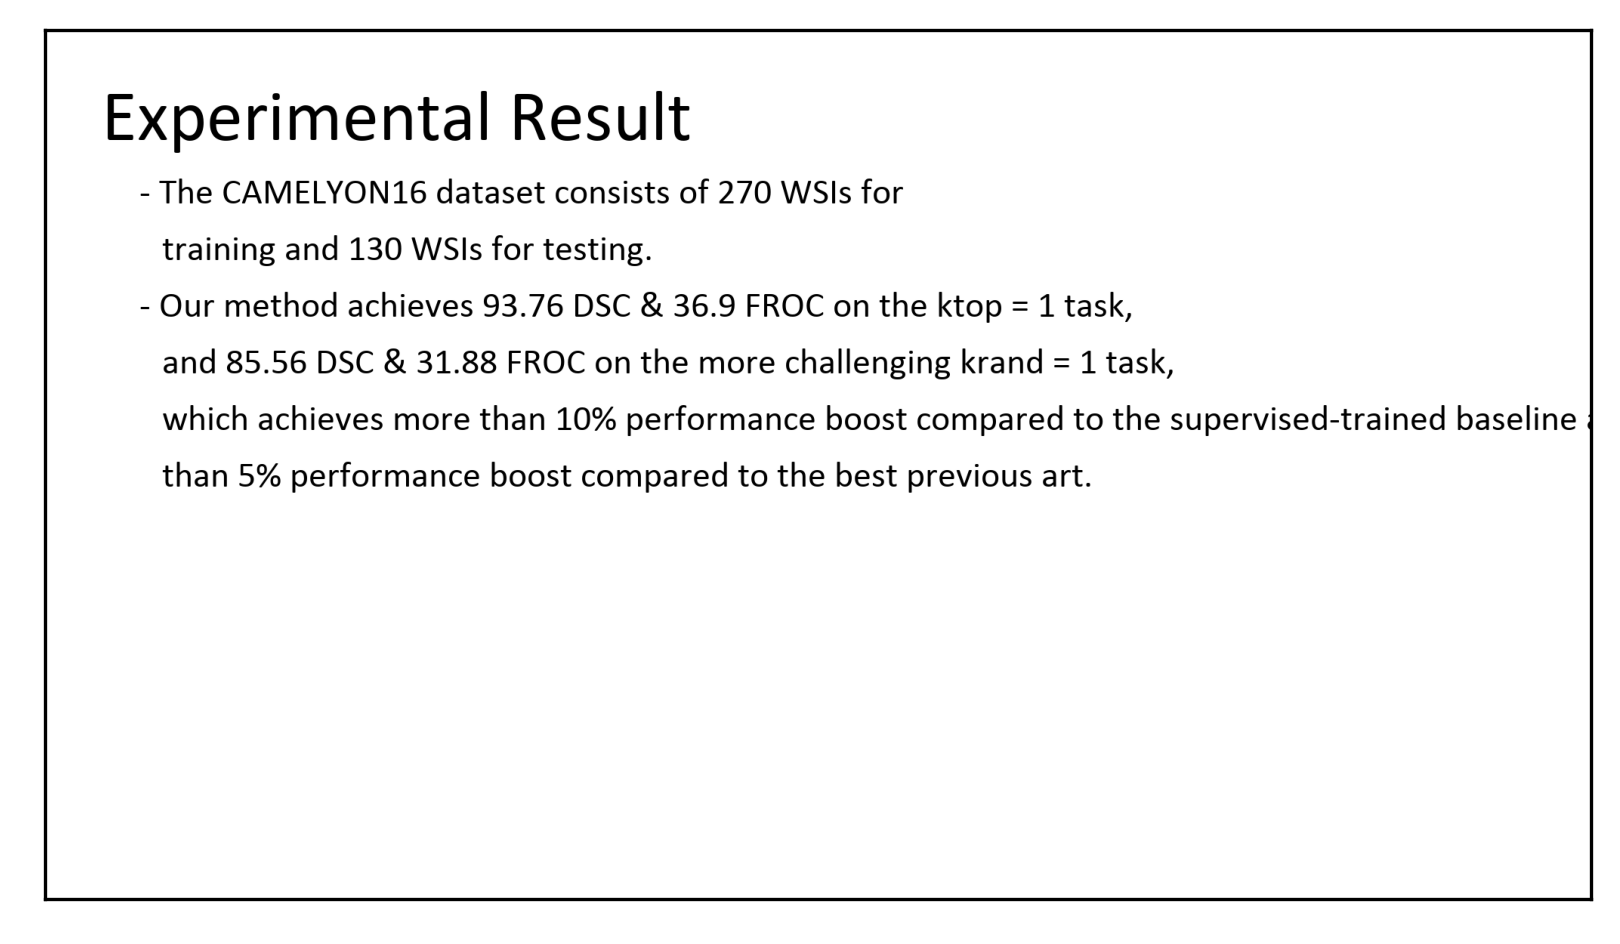 Experimental Result
- The CAMELYON16 dataset consists of 270 WSIs for
training and 130 WSIs for testing.
- Our method achieves 93.76 DSC & 36.9 FROC on the ktop = 1 task,
and 85.56 DSC & 31.88 FROC on the more challenging krand = 1 task,
which achieves more than 10% performance boost compared to the supervised-trained baseline
than 5% performance boost compared to the best previous art.